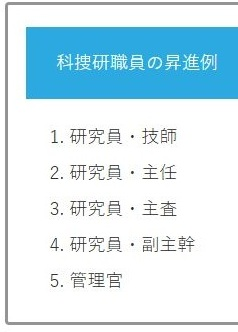 科捜研職員の昇進例
1. 研究員・技師
2. 研究員・主任
3. 研究員・主査
4. 研究員・副主幹
5. 管理官